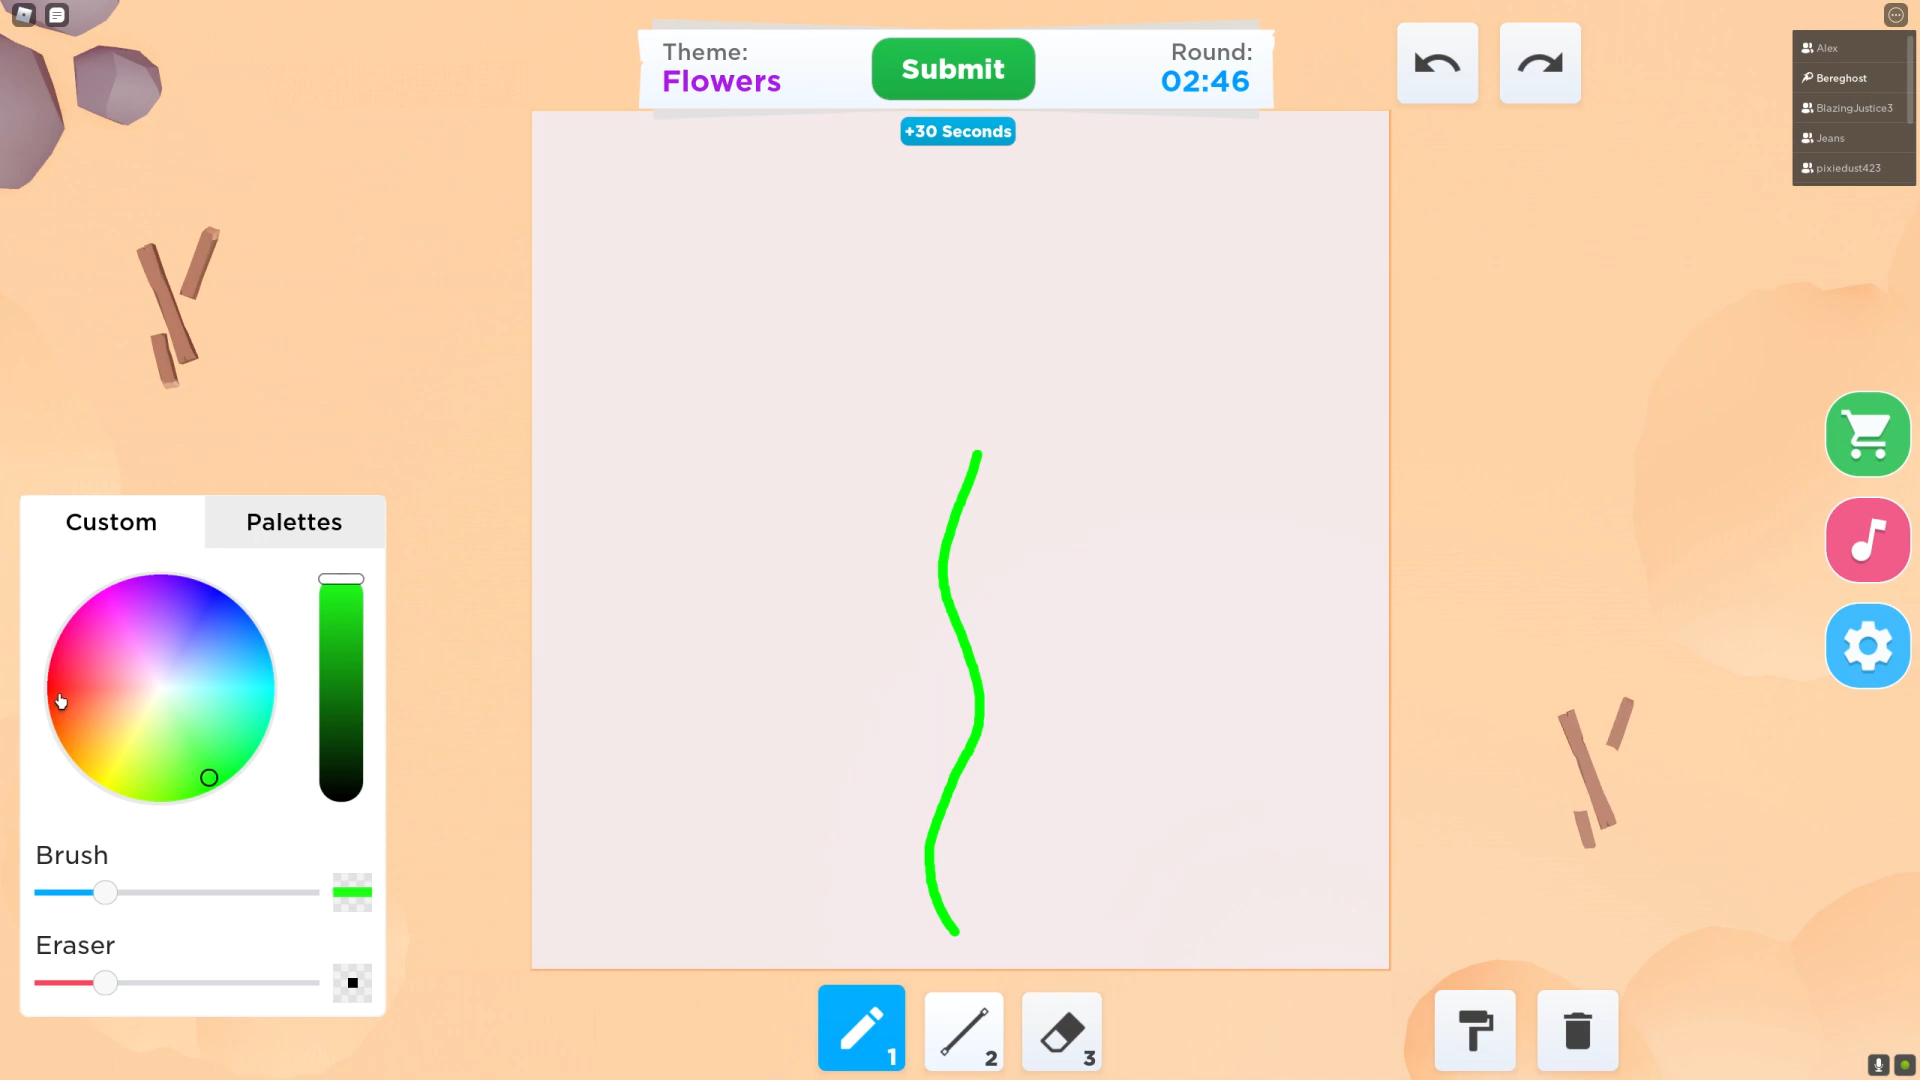 Theme:
Flowers
Submit
Round:
02:46
+30 Seconds
Alex
Bereghost
BlazingJustice3
Jeans
pixiedust423
Custom
Palettes
Brush
Eraser
1
2
3